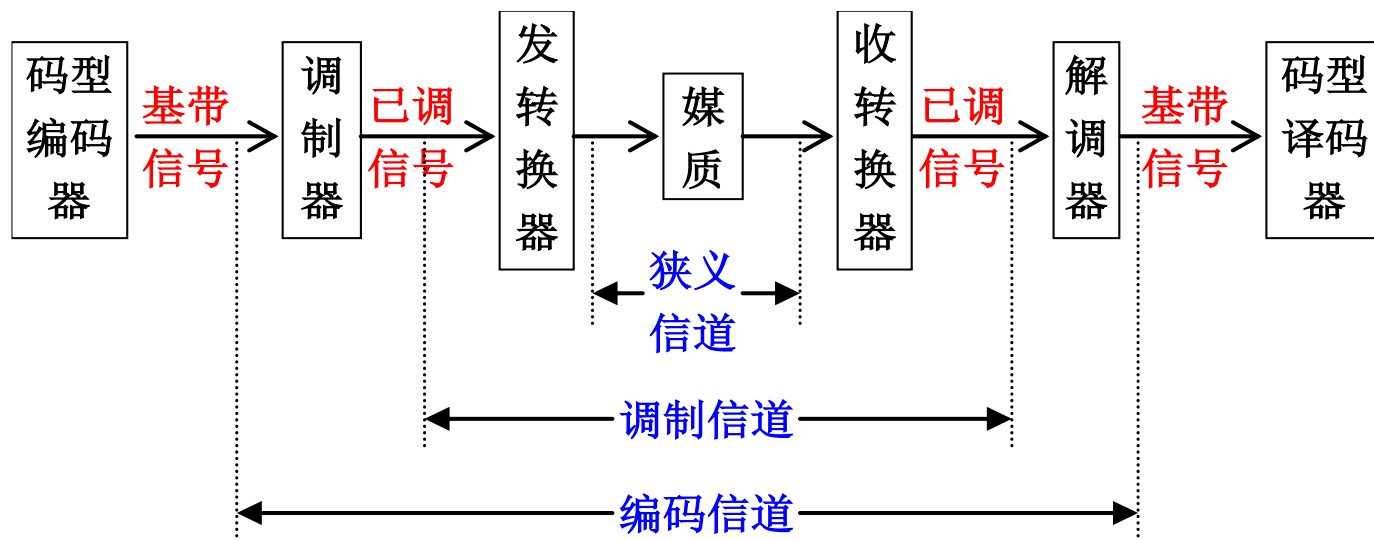 码型
编码
器
基带
信号
调
制
器
已调
信号
发
转
换
器
媒
质
收
转
换
器
已调
信号
解
调
器
基带
信号
码型
译码
器
狭义
信道
调制信道
编码信道